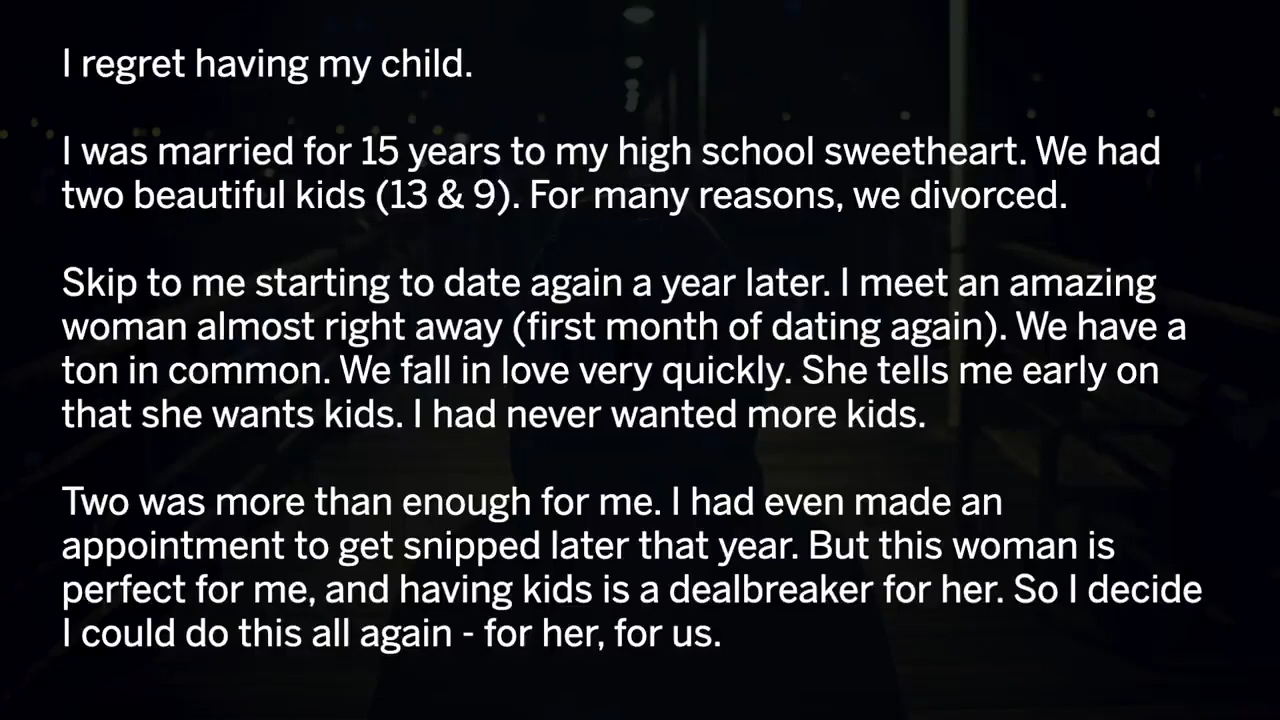 I regret having my child.
I was married for 15 years to my high school sweetheart. We had
two beautiful kids (13 & 9). For many reasons, we divorced.
Skip to me starting to date again a year later. I meet an amazing
woman almost right away (first month of dating again). We have a
ton in common. We fall in love very quickly. She tells me early on
that she wants kids. I had never wanted more kids.
Two was more than enough for me. I had even made an
appointment to get snipped later that year. But this woman is
perfect for me, and having kids is a dealbreaker for her. So I decide
I could do this all again - for her, for us.